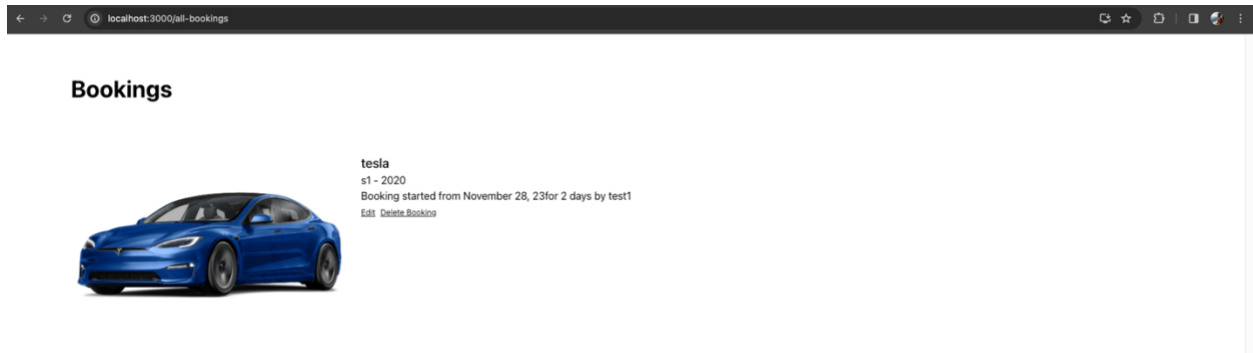 localhost:3000/all-bookings
Bookings
tesla
s1 - 2020
Booking started from November 28, 23for 2 days by test1
Edit Delete Booking